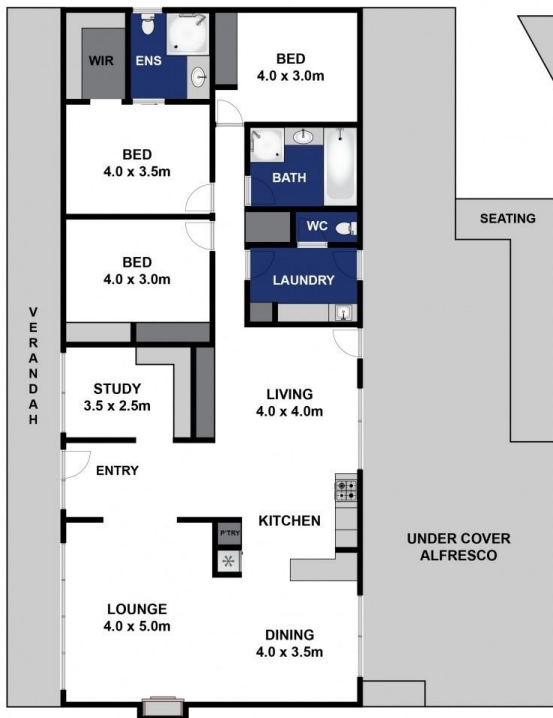 WIR
ENS
BED
4.0 x 3.0m
BED
4.0 x 3.5m
BATH
SEATING
WC
BED
4.0 x 3.0m
LAUNDRY
VERANDAH
STUDY
3.5 x 2.5m
LIVING
4.0 x 4.0m
ENTRY
KITCHEN
P'TRY
UNDER COVER
ALFRESCO
LOUNGE
4.0 x 5.0m
DINING
4.0 x 3.5m